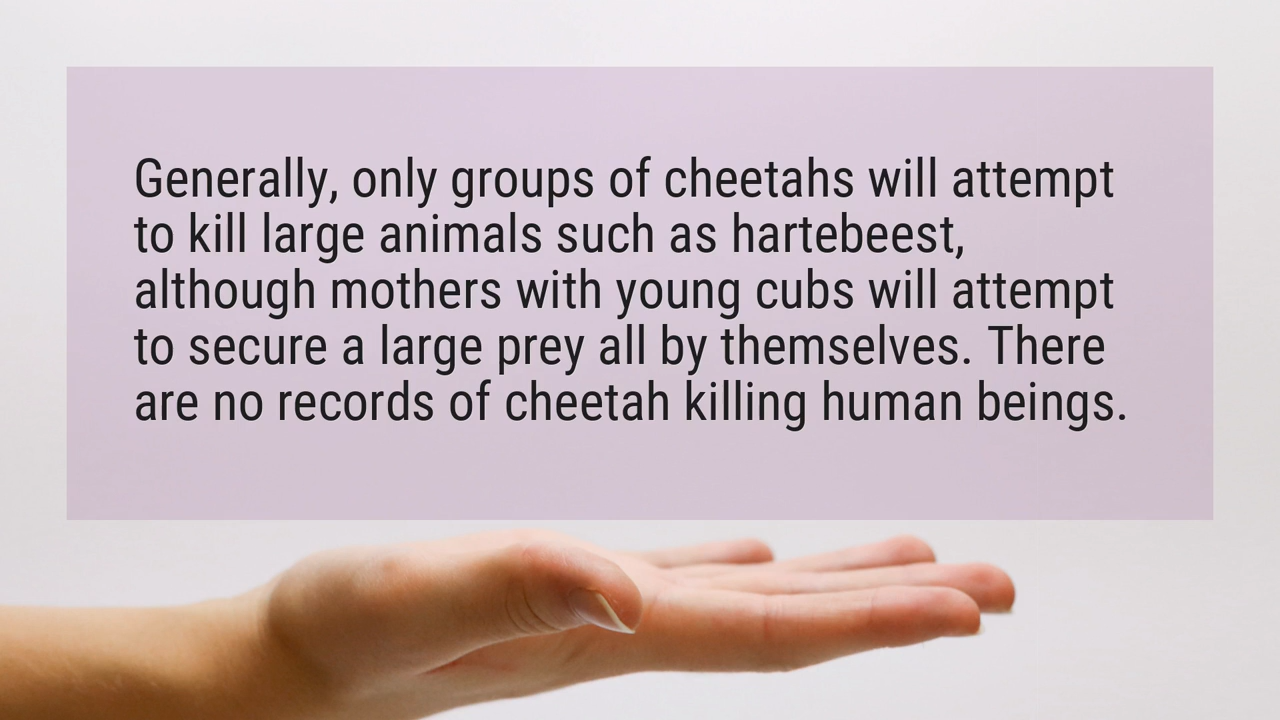 Generally, only groups of cheetahs will attempt
to kill large animals such as hartebeest,
although mothers with young cubs will attempt
to secure a large prey all by themselves. There
are no records of cheetah killing human beings.